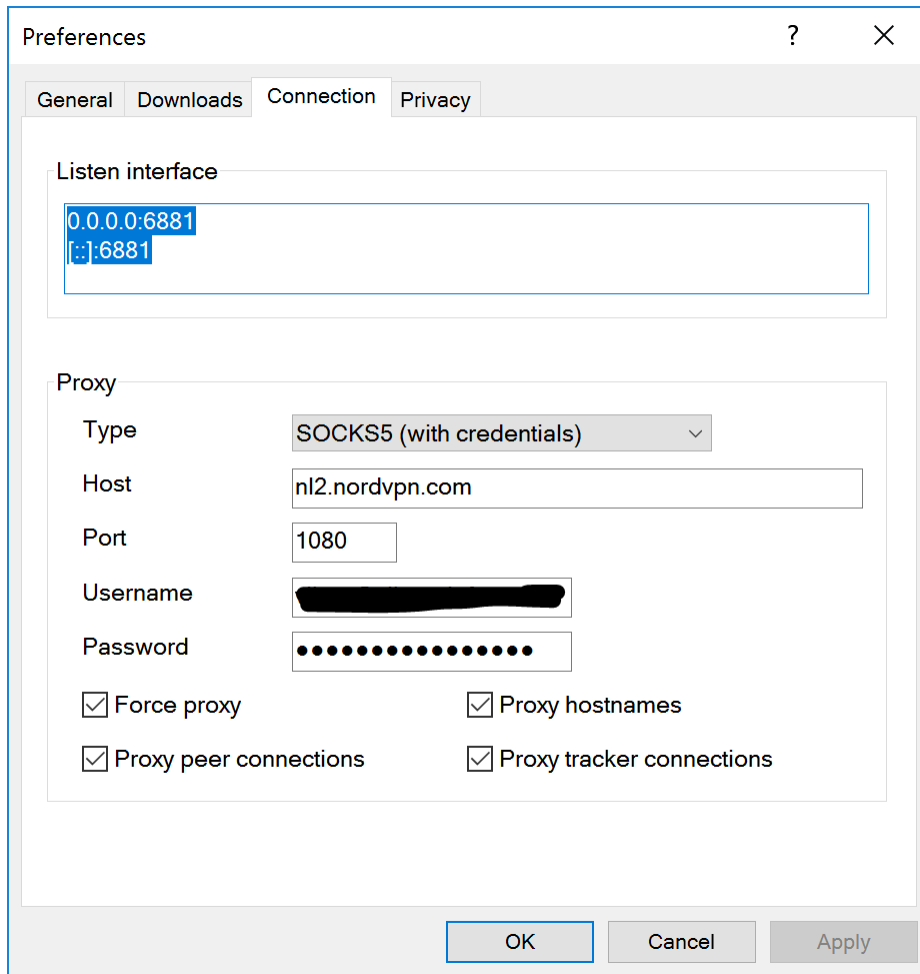 Preferences
?
General Downloads Connection Privacy
Listen interface
0.0.0.0:6881
[::]:6881
Proxy
Type SOCKS5 (with credentials)
Host nl2.nordvpn.com
Port 1080
Username
Password ●●●●●●●●●●●●●●●●
Force proxy Proxy hostnames
Proxy peer connections Proxy tracker connections
OK Cancel Apply